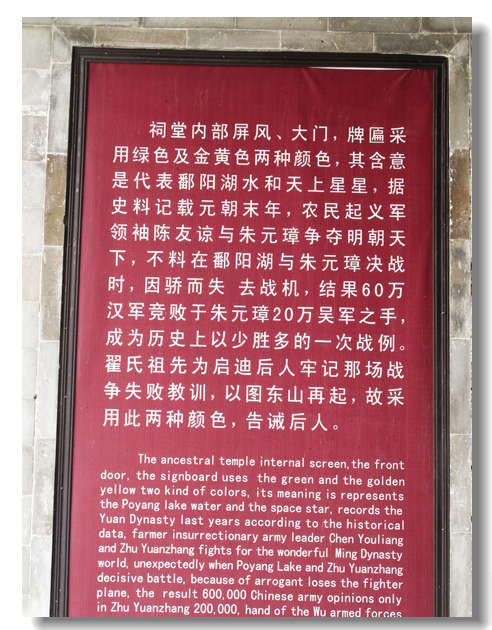 祠堂内部屏风、大门，牌匾采
用绿色及金黄色两种颜色，其含意
是代表鄱阳湖水和天上星星，据
史料记载元朝末年，农民起义军
领袖陈友谅与朱元璋争夺明朝天
下，不料在鄱阳湖与朱元璋决战
时，因骄而失 去战机，结果60万
汉军竞败于朱元璋20万吴军之手，
成为历史上以少胜多的一次战例。
翟氏祖先为启迪后人牢记那场战
争失败教训，以图东山再起，故采
用此两种颜色，告诫后人。
The ancestral temple internal screen, the front
door, the signboard uses the green and the golden
yellow two kind of colors, its meaning is represents
the Poyang lake water and the space star, records the
Yuan Dynasty last years according to the historical
data, farmer insurrectionary army leader Chen Youliang
and Zhu Yuanzhang fights for the wonderful Ming Dynasty
world, unexpectedly when Poyang Lake and Zhu Yuanzhang
decisive battle, because of arrogant loses the fighter
plane, the result 600,000 Chinese army opinions only
in Zhu Yuanzhang 200,000, hand of the Wu armed forces